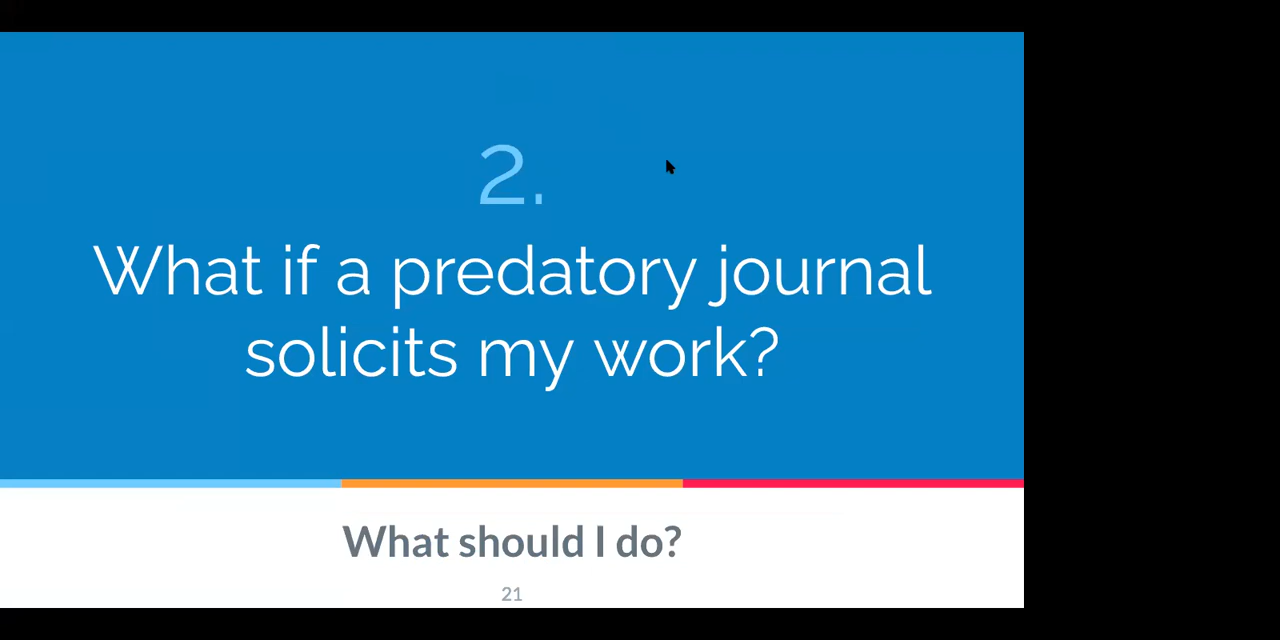 2.
What if a predatory journal
solicits my work?
What should I do?
21